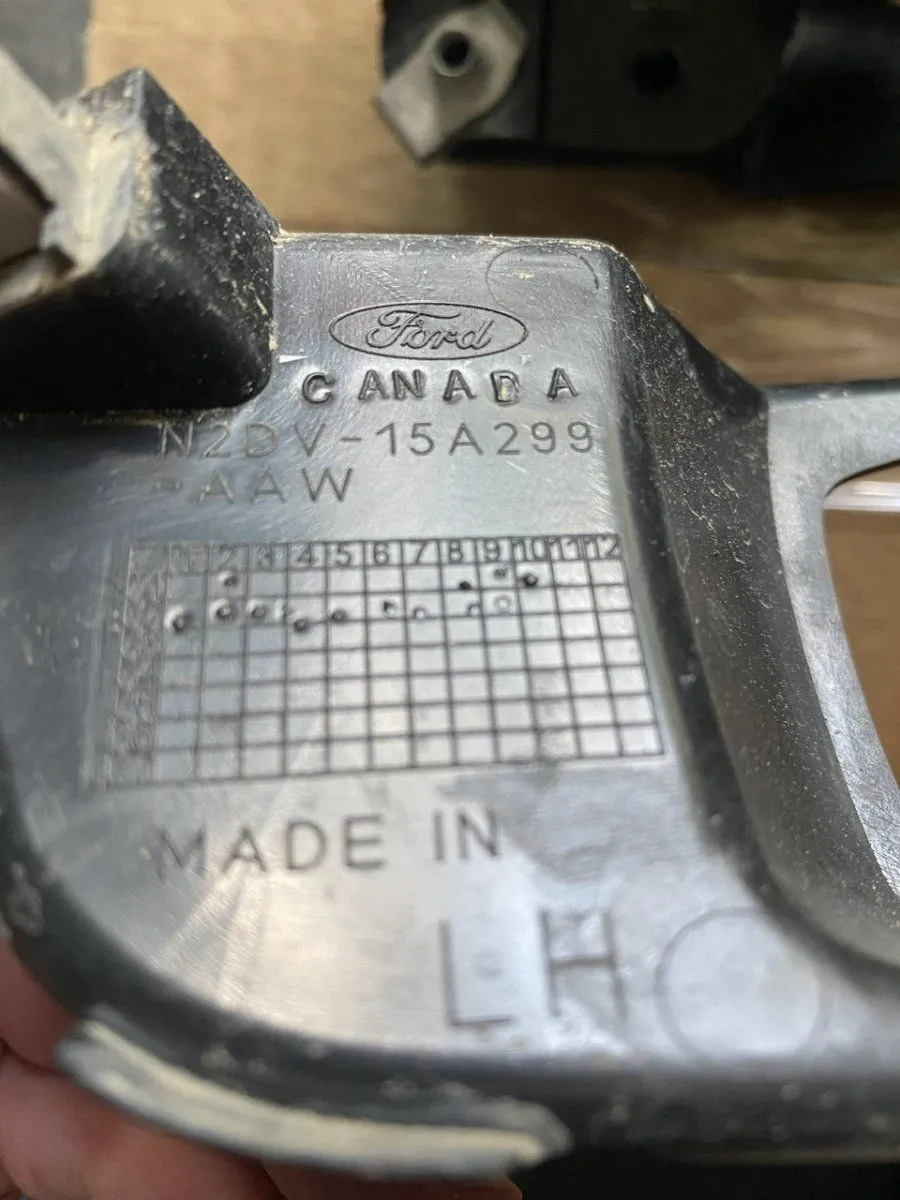 Ford
CANADA
N2DV-15A299
-AAW
1 2 3 4 5 6 7 8 9 10 11 12
MADE IN
LH